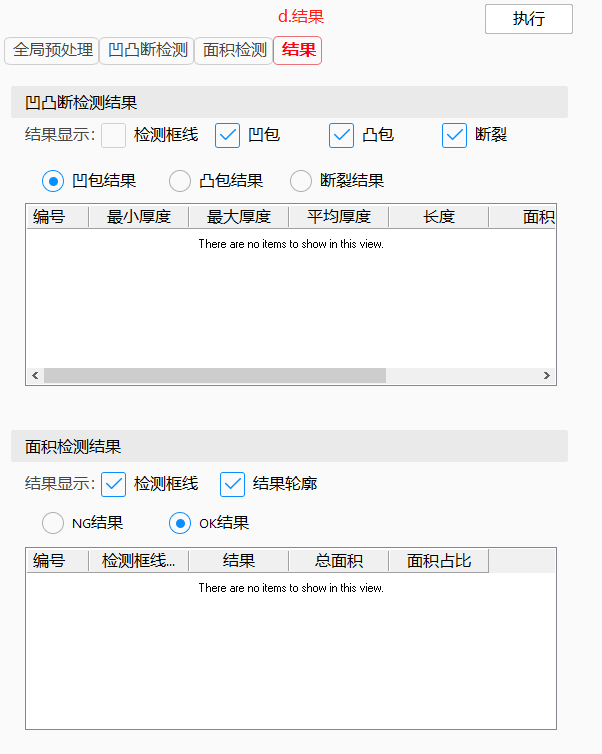 d.结果
执行
全局预处理 凹凸断检测 面积检测 结果
凹凸断检测结果
结果显示: 检测框线 凹包 凸包 断裂
凹包结果 凸包结果 断裂结果
编号 最小厚度 最大厚度 平均厚度 长度 面积
There are no items to show in this view.
面积检测结果
结果显示: 检测框线 结果轮廓
NG结果 OK结果
编号 检测框线... 结果 总面积 面积占比
There are no items to show in this view.